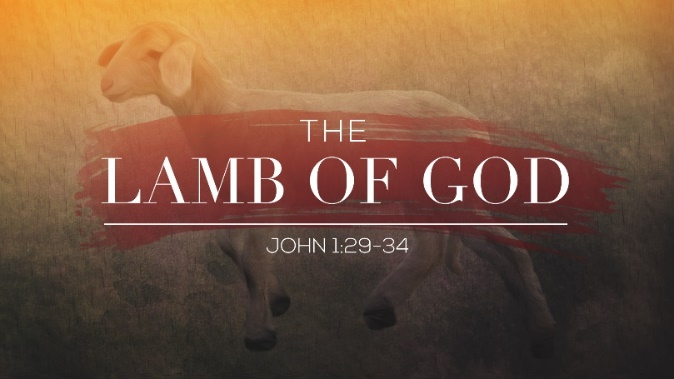 THE
LAMB OF GOD
JOHN 1:29-34